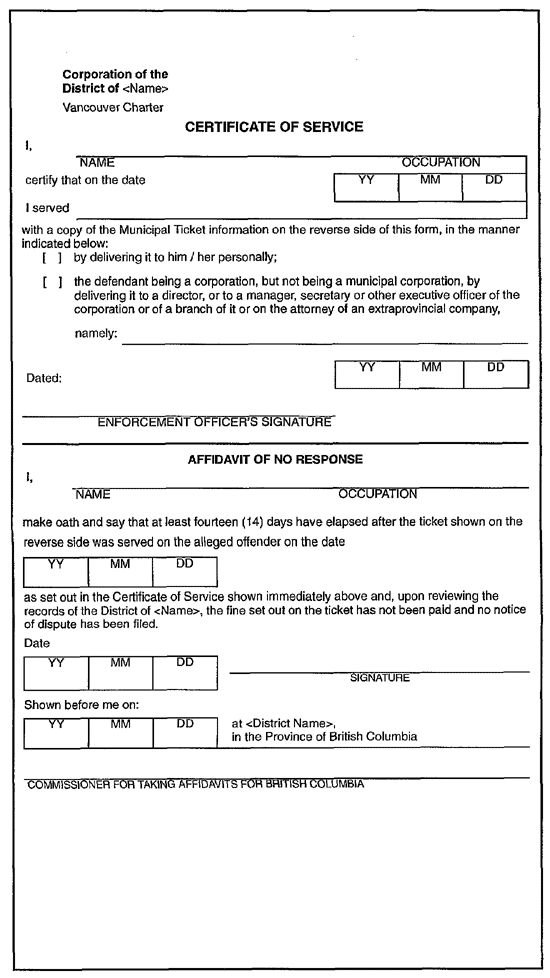 Corporation of the
District of <Name>
Vancouver Charter
CERTIFICATE OF SERVICE
I,
NAME OCCUPATION
certify that on the date YY MM DD
I served
with a copy of the Municipal Ticket information on the reverse side of this form, in the manner
indicated below:
[ ] by delivering it to him / her personally;
[ ] the defendant being a corporation, but not being a municipal corporation, by
delivering it to a director, or to a manager, secretary or other executive officer of the
corporation or of a branch of it or on the attorney of an extraprovincial company,
namely:
YY MM DD
Dated:
ENFORCEMENT OFFICER'S SIGNATURE
AFFIDAVIT OF NO RESPONSE
I,
NAME OCCUPATION
make oath and say that at least fourteen (14) days have elapsed after the ticket shown on the
reverse side was served on the alleged offender on the date
YY MM DD
as set out in the Certificate of Service shown immediately above and, upon reviewing the
records of the District of <Name>, the fine set out on the ticket has not been paid and no notice
of dispute has been filed.
Date
YY MM DD
SIGNATURE
Shown before me on:
YY MM DD at <District Name>,
in the Province of British Columbia
COMMISSIONER FOR TAKING AFFIDAVITS FOR BRITISH COLUMBIA